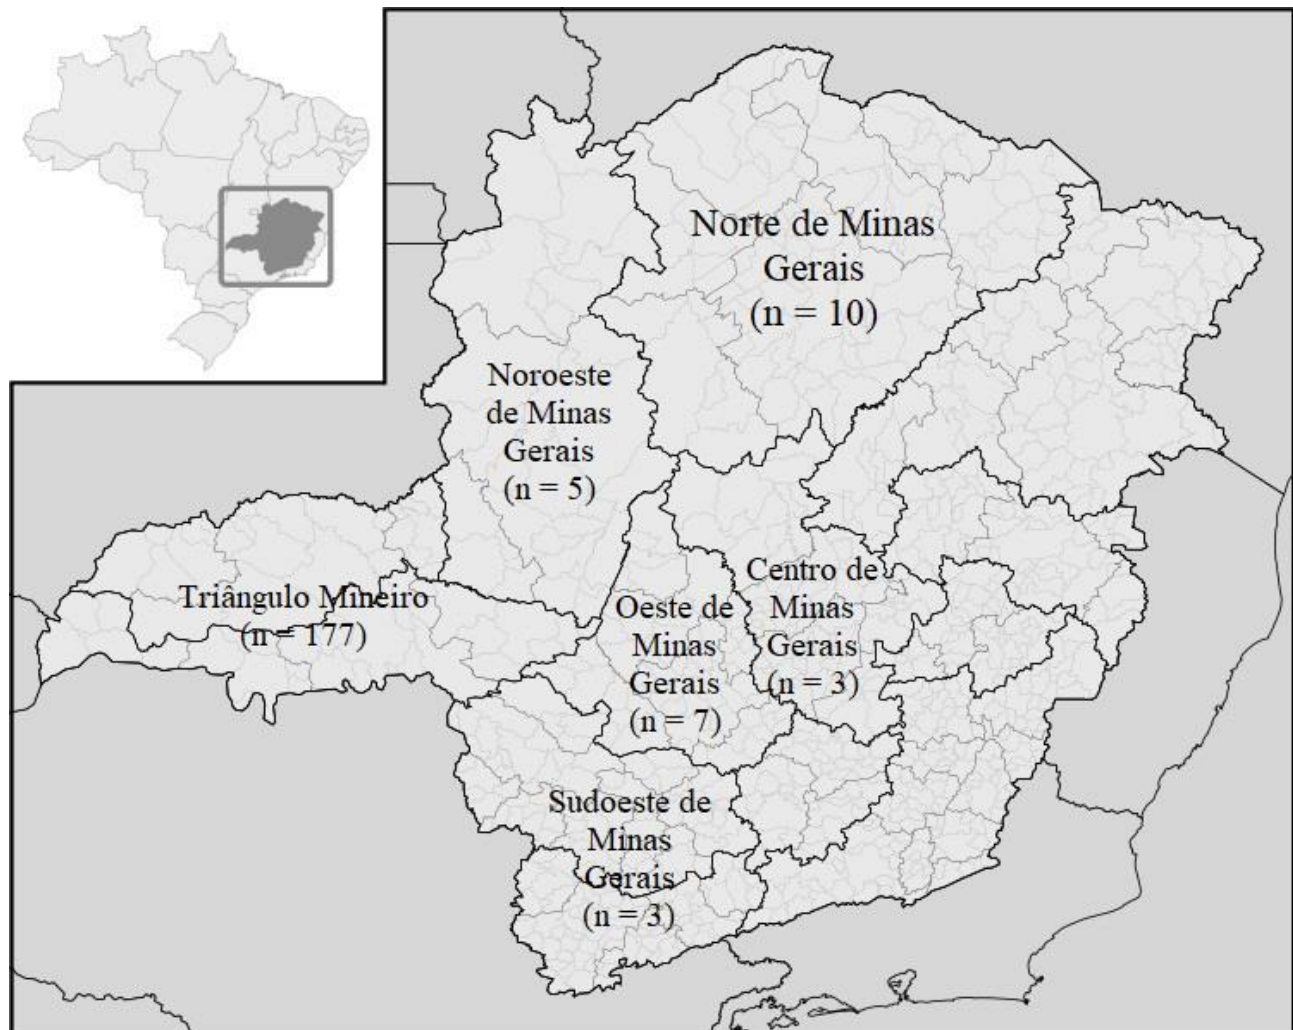 Norte de Minas
Gerais
(n = 10)
Noroeste
de Minas
Gerais
(n = 5)
Triângulo Mineiro
(n = 177)
Oeste de
Minas
Gerais
(n = 7)
Centro de
Minas
Gerais
(n = 3)
Sudoeste de
Minas
Gerais
(n = 3)